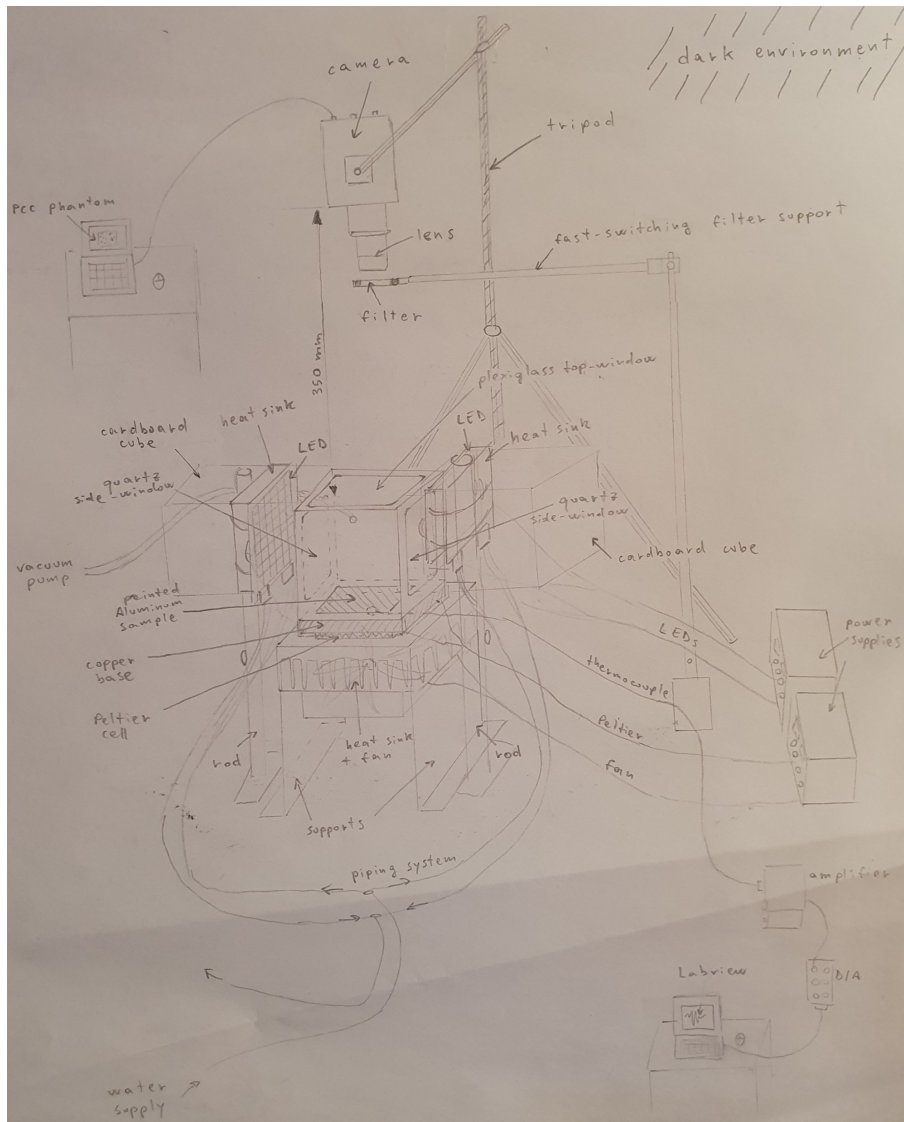 dark environment
camera
tripod
PCC phantom
lens
fast-switching filter support
filter
350 mm
plexiglass top-window
heat sink
LED
cardboard
cube
LED
heat sink
quartz
side-window
quartz
side-window
cardboard cube
vacuum
pump
peinted
Aluminum
sample
LEDs
power
supplies
copper
base
thermocouple
Peltier
cell
Peltier
heat sink
+ fan
rod
rod
fan
supports
piping system
amplifier
Labview
D/A
water
supply